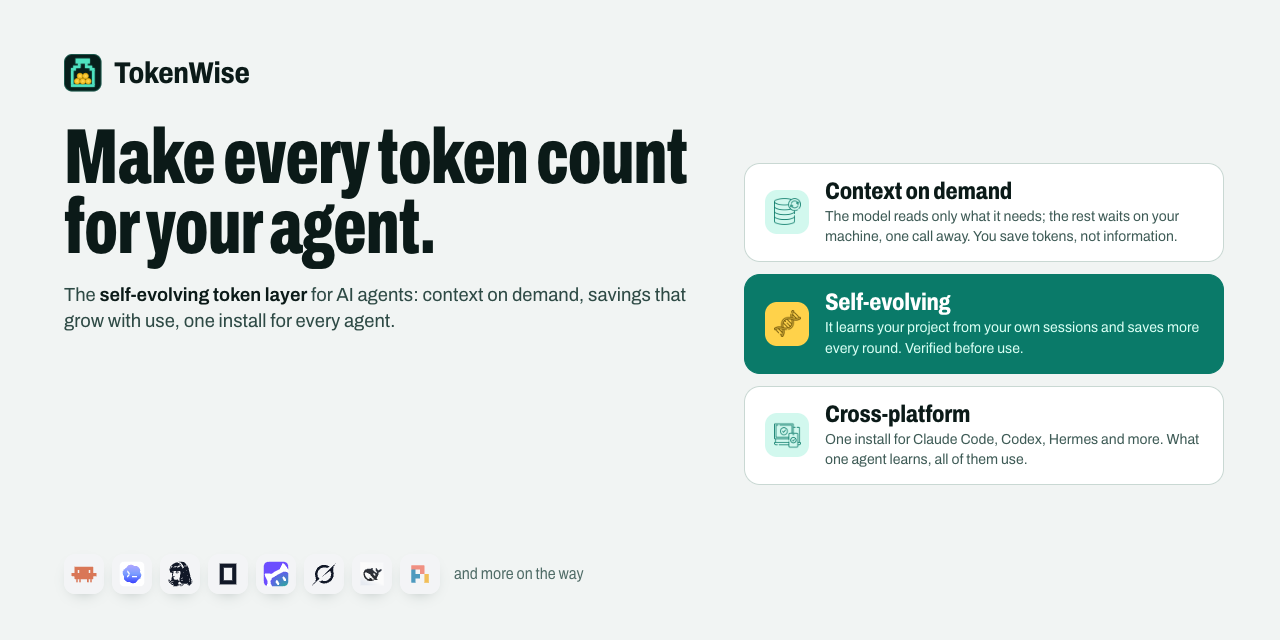 TokenWise
Make every token count
for your agent.
The self-evolving token layer for AI agents: context on demand, savings that
grow with use, one install for every agent.
Context on demand
The model reads only what it needs; the rest waits on your
machine, one call away. You save tokens, not information.
Self-evolving
It learns your project from your own sessions and saves more
every round. Verified before use.
Cross-platform
One install for Claude Code, Codex, Hermes and more. What
one agent learns, all of them use.
and more on the way